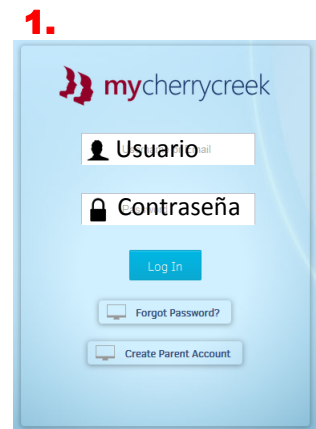 1.
mycherrycreek
Usuario
Contraseña
Log In
Forgot Password?
Create Parent Account